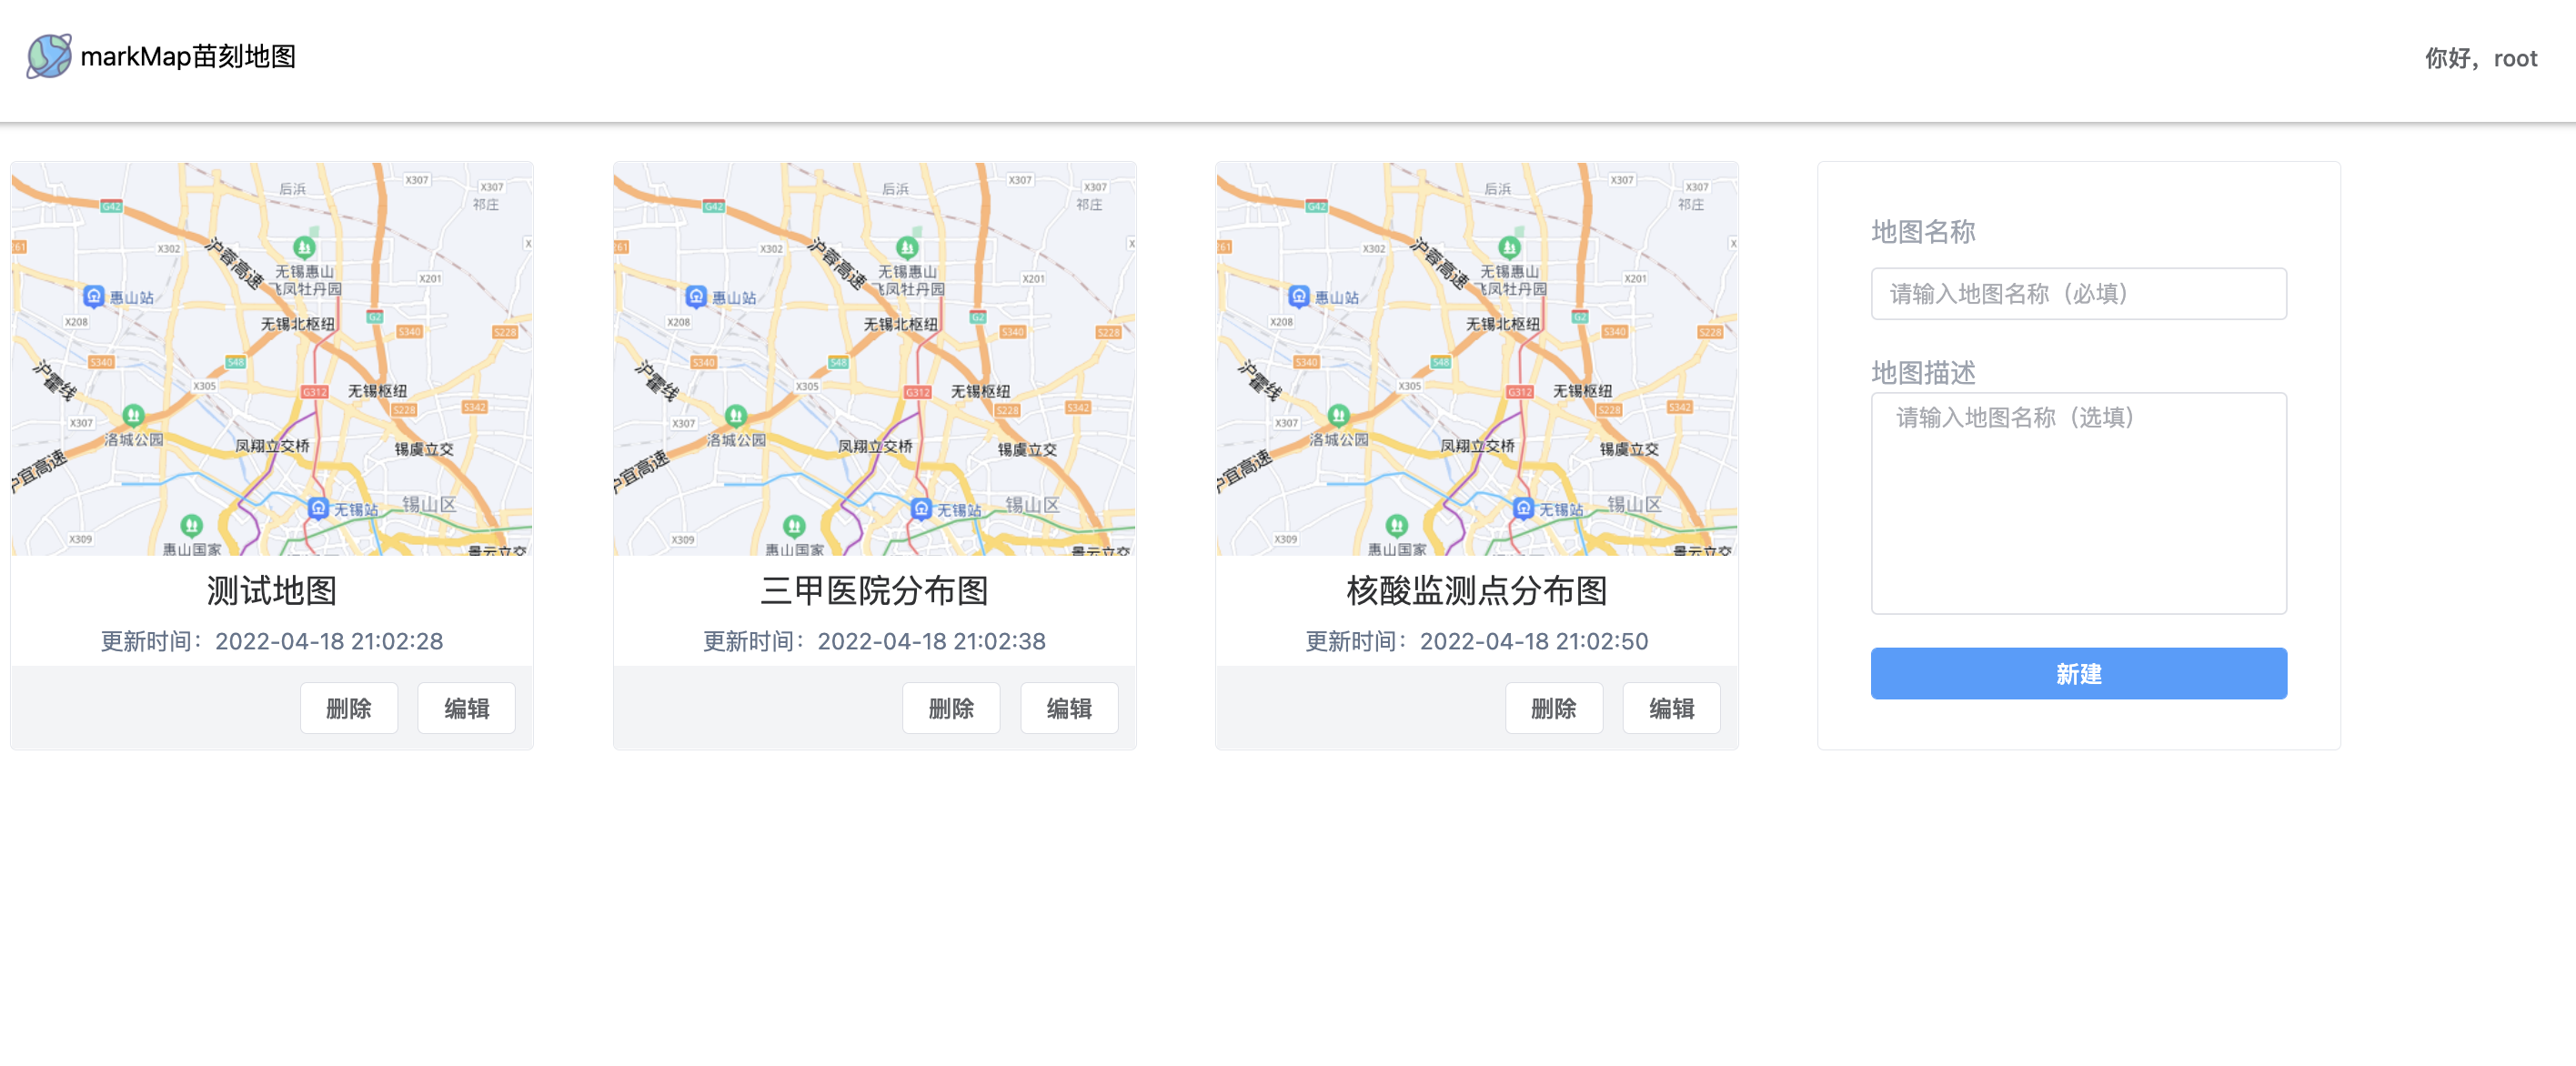 markMap苗刻地图
你好，root
后浜
X307
X307
祁庄
G42
X302
沪蓉高速
无锡惠山
飞凤牡丹园
X201
惠山站
X208
无锡北枢纽
G2
S340
S228
S340
S48
沪霍线
X305
G312
无锡枢纽
S228
S342
X307
洛城公园
凤翔立交桥
锡虞立交
沪宜高速
无锡站
锡山区
X309
惠山国家
景云立交
测试地图
更新时间：2022-04-18 21:02:28
删除
编辑
后浜
X307
X307
祁庄
G42
X302
沪蓉高速
无锡惠山
飞凤牡丹园
X201
惠山站
X208
无锡北枢纽
G2
S340
S228
S340
S48
沪霍线
X305
G312
无锡枢纽
S228
S342
X307
洛城公园
凤翔立交桥
锡虞立交
沪宜高速
无锡站
锡山区
X309
惠山国家
景云立交
三甲医院分布图
更新时间：2022-04-18 21:02:38
删除
编辑
后浜
X307
X307
祁庄
G42
X302
沪蓉高速
无锡惠山
飞凤牡丹园
X201
惠山站
X208
无锡北枢纽
G2
S340
S228
S340
S48
沪霍线
X305
G312
无锡枢纽
S228
S342
X307
洛城公园
凤翔立交桥
锡虞立交
沪宜高速
无锡站
锡山区
X309
惠山国家
景云立交
核酸监测点分布图
更新时间：2022-04-18 21:02:50
删除
编辑
地图名称
请输入地图名称（必填）
地图描述
请输入地图名称（选填）
新建